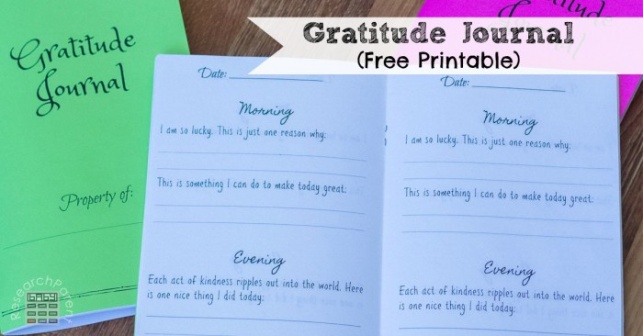 Gratitude Journal
(Free Printable)
Gratitude
Journal
Property of:
ResearchParent
Date:
Morning
I am so lucky. This is just one reason why:
This is something I can do to make today great:
Evening
Each act of kindness ripples out into the world. Here
is one nice thing I did today:
Date:
Morning
I am so lucky. This is just one reason why:
This is something I can do to make today great:
Evening
Each act of kindness ripples out into the world. Here
is one nice thing I did today: